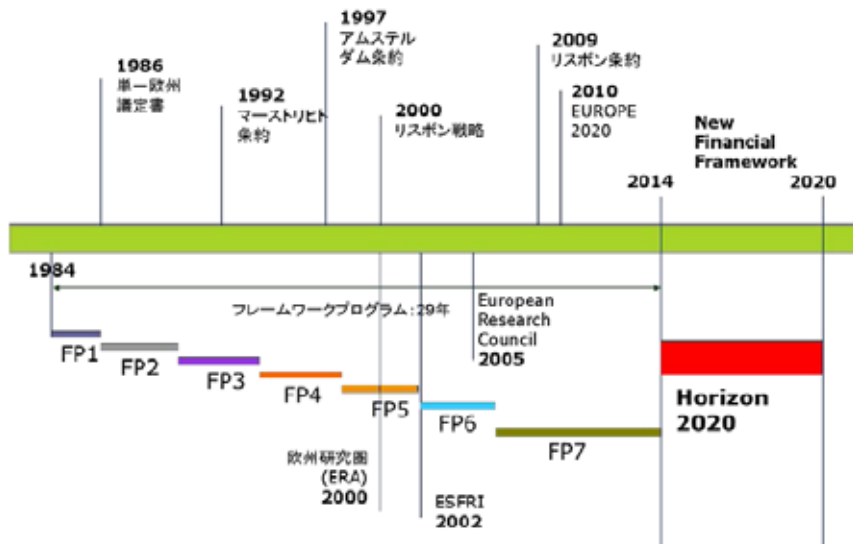 1997
アムステル
ダム条約
1986
単一欧州
議定書
1992
マーストリヒト
条約
2000
リスボン戦略
2009
リスボン条約
2010
EUROPE
2020
New
Financial
Framework
2014
2020
1984
フレームワークプログラム：29年
European
Research
Council
2005
FP1
FP2
FP3
FP4
FP5
FP6
FP7
Horizon
2020
欧州研究圏
(ERA)
2000
ESFRI
2002